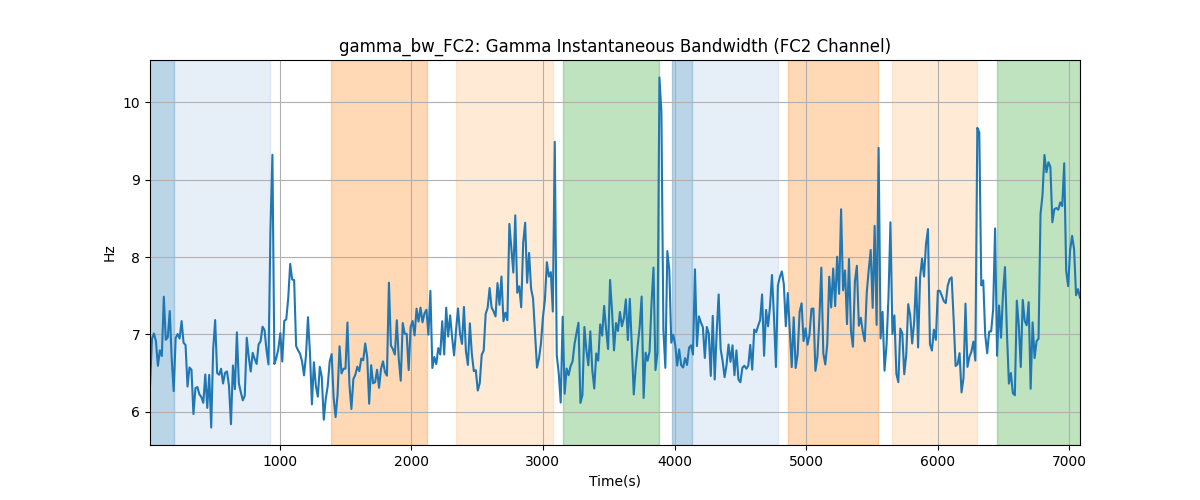 gamma_bw_FC2: Gamma Instantaneous Bandwidth (FC2 Channel)
10
9
8
7
6
Hz
1000 2000 3000 4000 5000 6000 7000
Time(s)